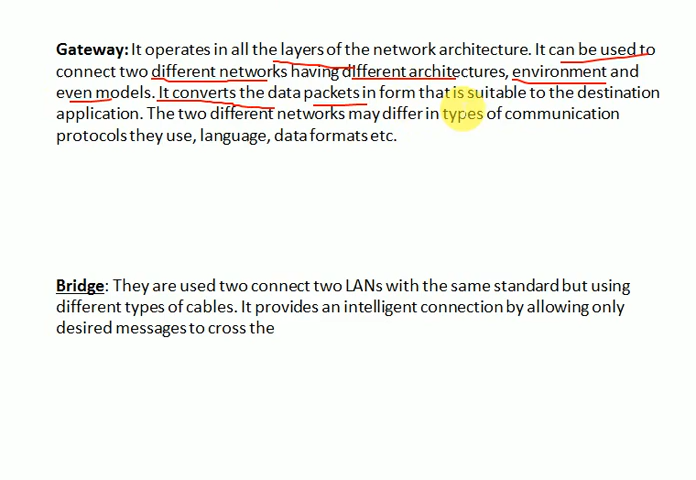 Gateway: It operates in all the layers of the network architecture. It can be used to
connect two different networks having different architectures, environment and
even models. It converts the data packets in form that is suitable to the destination
application. The two different networks may differ in types of communication
protocols they use, language, data formats etc.
Bridge: They are used two connect two LANs with the same standard but using
different types of cables. It provides an intelligent connection by allowing only
desired messages to cross the